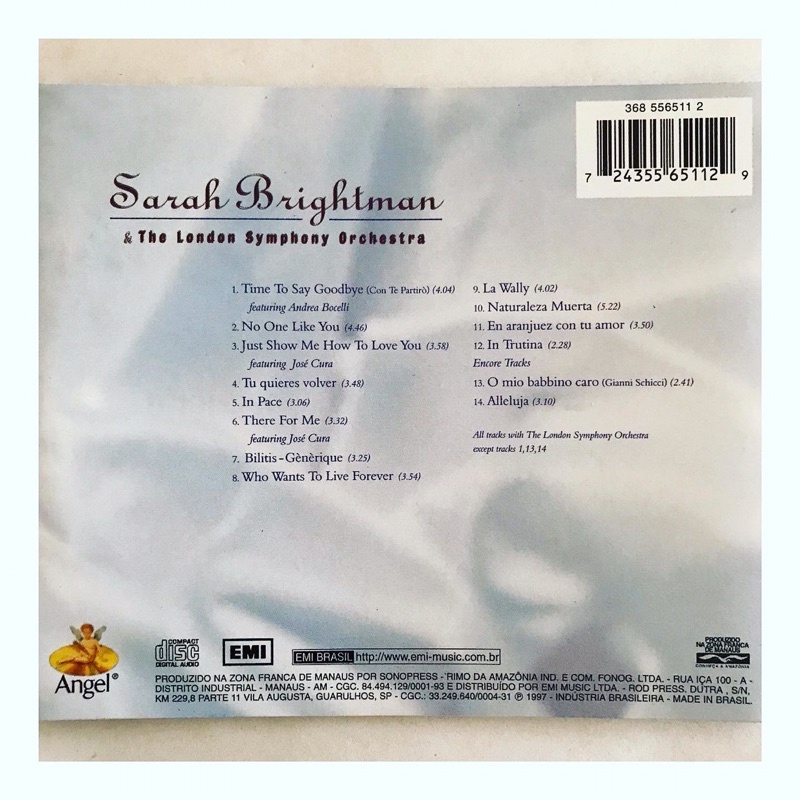 368 556511 2
7 24355 65112 9
Sarah Brightman
& The London Symphony Orchestra
1. Time To Say Goodbye (Con Te Partirò) (4.04)
featuring Andrea Bocelli
2. No One Like You (4.46)
3. Just Show Me How To Love You (3.58)
featuring José Cura
4. Tu quieres volver (3.48)
5. In Pace (3.06)
6. There For Me (3.32)
featuring José Cura
7. Bilitis-Gènèrique (3.25)
8. Who Wants To Live Forever (3.54)
9. La Wally (4.02)
10. Naturaleza Muerta (5.22)
11. En aranjuez con tu amor (3.50)
12. In Trutina (2.28)
Encore Tracks
13. O mio babbino caro (Gianni Schicci) (2.41)
14. Alleluja (3.10)
All tracks with The London Symphony Orchestra
except tracks 1,13,14
Angel®
COMPACT
disc
DIGITAL AUDIO
EMI
EMI BRASIL http://www.emi-music.com.br
PRODUZIDO
NA ZONA FRANCA
DE MANAUS
CONHEÇA A AMAZÔNIA
PRODUZIDO NA ZONA FRANCA DE MANAUS POR SONOPRESS - RIMO DA AMAZÔNIA IND. E COM. FONOG. LTDA. - RUA IÇA 100 - A -
DISTRITO INDUSTRIAL - MANAUS - AM - CGC. 84.494.129/0001-93 E DISTRIBUÍDO POR EMI MUSIC LTDA. - ROD PRESS. DUTRA , S/N,
KM 229,8 PARTE 11 VILA AUGUSTA, GUARULHOS, SP - CGC.: 33.249.640/0004-31 ℗ 1997 - INDÚSTRIA BRASILEIRA - MADE IN BRASIL.